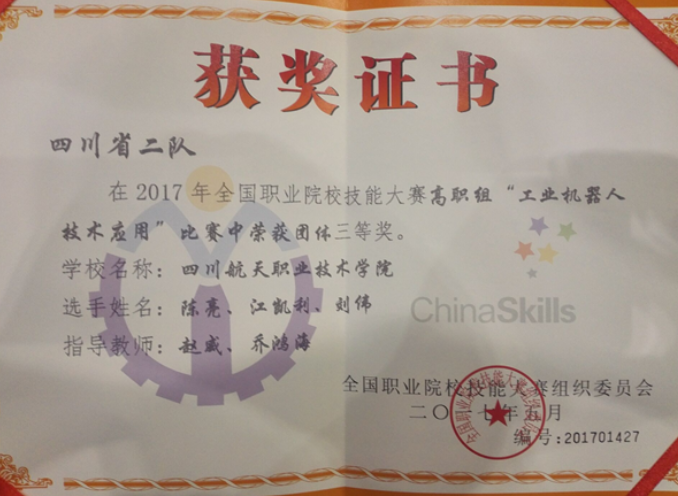 获奖证书
四川省二队
在2017年全国职业院校技能大赛高职组“工业机器人
技术应用”比赛中荣获团体三等奖。
学校名称：四川航天职业技术学院
选手姓名：陈亮、江凯利、刘伟
ChinaSkills
指导教师：赵威、乔鸿海
全国职业院校技能大赛组织委员会
二〇一七年五月
编号:201701427